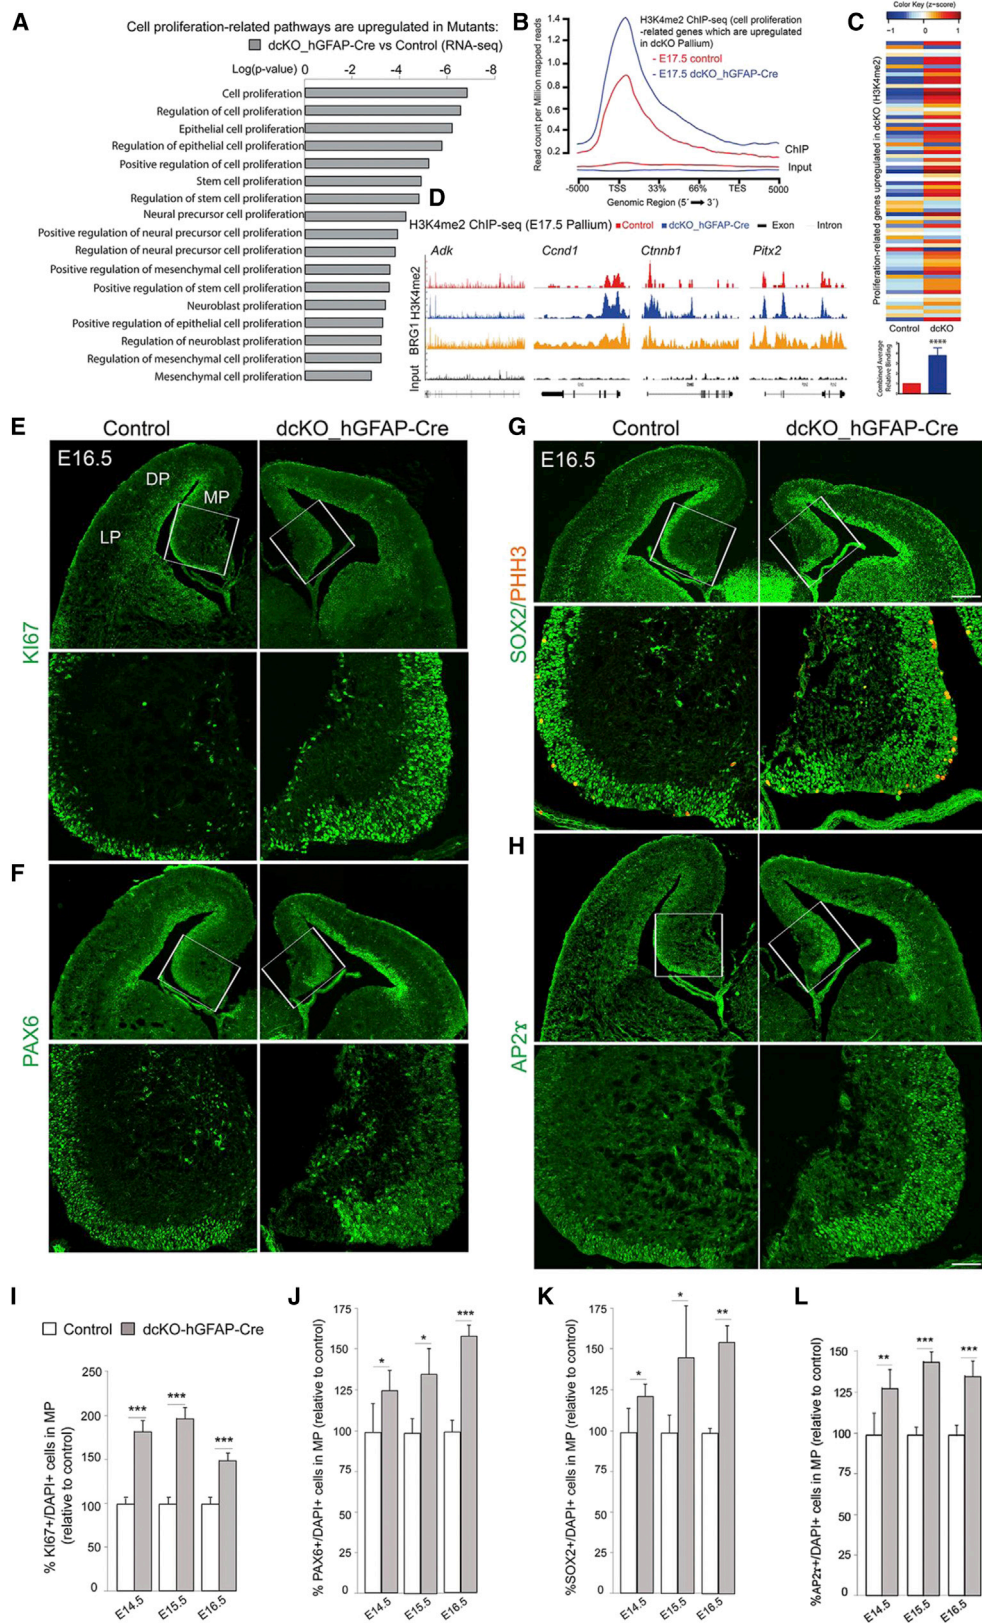 A
Cell proliferation-related pathways are upregulated in Mutants:
dcKO_hGFAP-Cre vs Control (RNA-seq)
Log(p-value) 0 -2 -4 -6 -8
Cell proliferation
Regulation of cell proliferation
Epithelial cell proliferation
Regulation of epithelial cell proliferation
Positive regulation of cell proliferation
Stem cell proliferation
Regulation of stem cell proliferation
Neural precursor cell proliferation
Positive regulation of neural precursor cell proliferation
Regulation of neural precursor cell proliferation
Positive regulation of mesenchymal cell proliferation
Positive regulation of stem cell proliferation
Neuroblast proliferation
Positive regulation of epithelial cell proliferation
Regulation of neuroblast proliferation
Regulation of mesenchymal cell proliferation
Mesenchymal cell proliferation
B
H3K4me2 ChIP-seq (cell proliferation
-related genes which are upregulated
in dcKO Pallium)
- E17.5 control
- E17.5 dcKO_hGFAP-Cre
Read count per Million mapped reads
1.4
1.2
1.0
0.8
0.6
0.4
0.2
ChIP
Input
-5000 TSS 33% 66% TES 5000
Genomic Region (5´ ➡ 3´)
C
Color Key (z-score)
-1 0 1
Proliferation-related genes upregulated in dcKO (H3K4me2)
Control dcKO
****
Combined Average
Relative Binding
D
H3K4me2 ChIP-seq (E17.5 Pallium) Control dcKO_hGFAP-Cre Exon Intron
Adk Ccnd1 Ctnnb1 Pitx2
H3K4me2
BRG1
Input
E
Control dcKO_hGFAP-Cre
E16.5
DP
MP
LP
KI67
F
PAX6
G
Control dcKO_hGFAP-Cre
E16.5
SOX2/PHH3
H
AP2ɤ
I
Control dcKO-hGFAP-Cre
% KI67+/DAPI+ cells in MP
(relative to control)
250
200
150
100
50
0
*** *** ***
E14.5 E15.5 E16.5
J
% PAX6+/DAPI+ cells in MP (relative to control)
175
150
125
100
75
50
25
0
* * ***
E14.5 E15.5 E16.5
K
%SOX2+/DAPI+ cells in MP (relative to control)
175
150
125
100
75
50
25
0
* * **
E14.5 E15.5 E16.5
L
%AP2ɤ+/DAPI+ cells in MP (relative to control)
150
125
100
75
50
25
0
** *** ***
E14.5 E15.5 E16.5